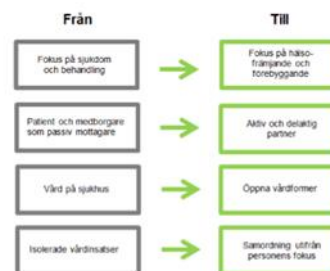 Från
Till
Fokus på sjukdom
och behandling
Fokus på hälso-
främjande och
förebyggande
Patient och medborgare
som passiv mottagare
Aktiv och delaktig
partner
Vård på sjukhus
Öppna vårdformer
Isolerade vårdinsatser
Samordning utifrån
personens fokus